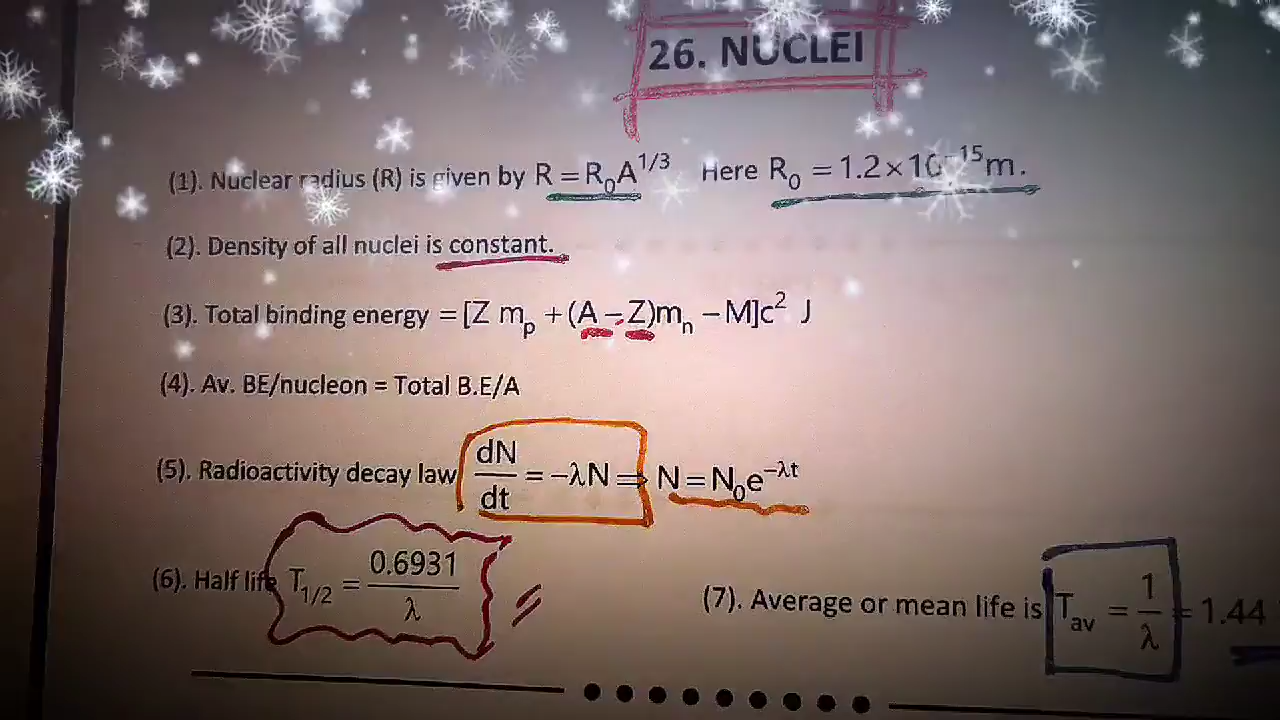 26. NUCLEI
(1). Nuclear radius (R) is given by R = R₀A^1/3 Here R₀ = 1.2×10⁻¹⁵m.
(2). Density of all nuclei is constant.
(3). Total binding energy = [Z mₚ + (A – Z)mₙ – M]c² J
(4). Av. BE/nucleon = Total B.E/A
(5). Radioactivity decay law dN/dt = –λN ⇒ N = N₀e^–λt
(6). Half life T₁/₂ = 0.6931/λ
(7). Average or mean life is T_av = 1/λ = 1.44